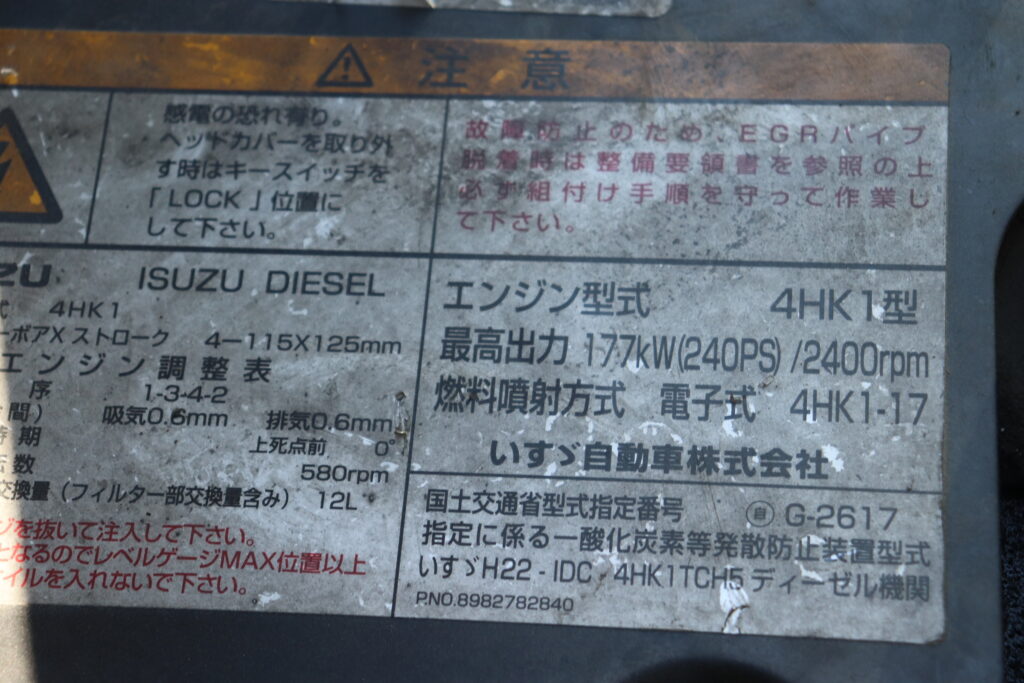 注意
感電の恐れ有り。
ヘッドカバーを取り外
す時はキースイッチを
「LOCK」位置に
して下さい。
故障防止のため、EGRパイプ
脱着時は整備要領書を参照の上
必ず組付け手順を守って作業し
て下さい。
ZU ISUZU DIESEL
式 4HK1
ーボアXストローク 4－115X125mm
エンジン調整表
序 1-3-4-2
間) 吸気0.6mm 排気0.6mm
時期 上死点前 0°
数 580rpm
交換量(フィルター部交換量含み) 12L
ジを抜いて注入して下さい。
となるのでレベルゲージMAX位置以上
イルを入れないで下さい。
エンジン型式 4HK1型
最高出力 177kW(240PS)/2400rpm
燃料噴射方式 電子式 4HK1-17
いすゞ自動車株式会社
国土交通省型式指定番号 自 G-2617
指定に係る一酸化炭素等発散防止装置型式
いすゞH22-IDC-4HK1TCH5ディーゼル機関
P.NO.8982782840